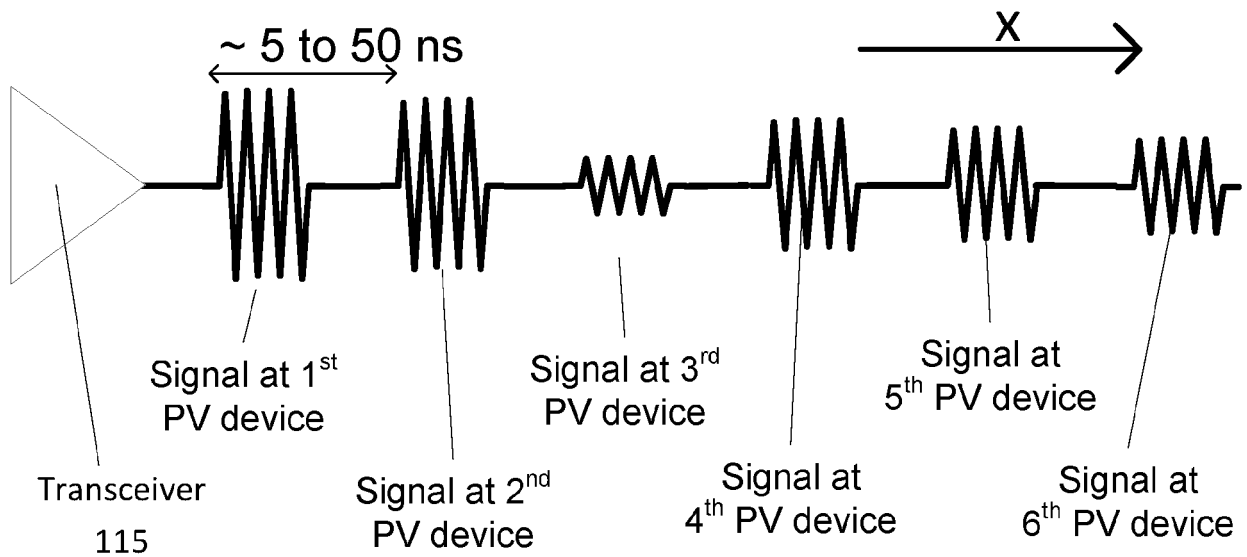 ~ 5 to 50 ns
X
Signal at 1st
PV device
Signal at 2nd
PV device
Signal at 3rd
PV device
Signal at
4th PV device
Signal at
5th PV device
Signal at
6th PV device
Transceiver
115